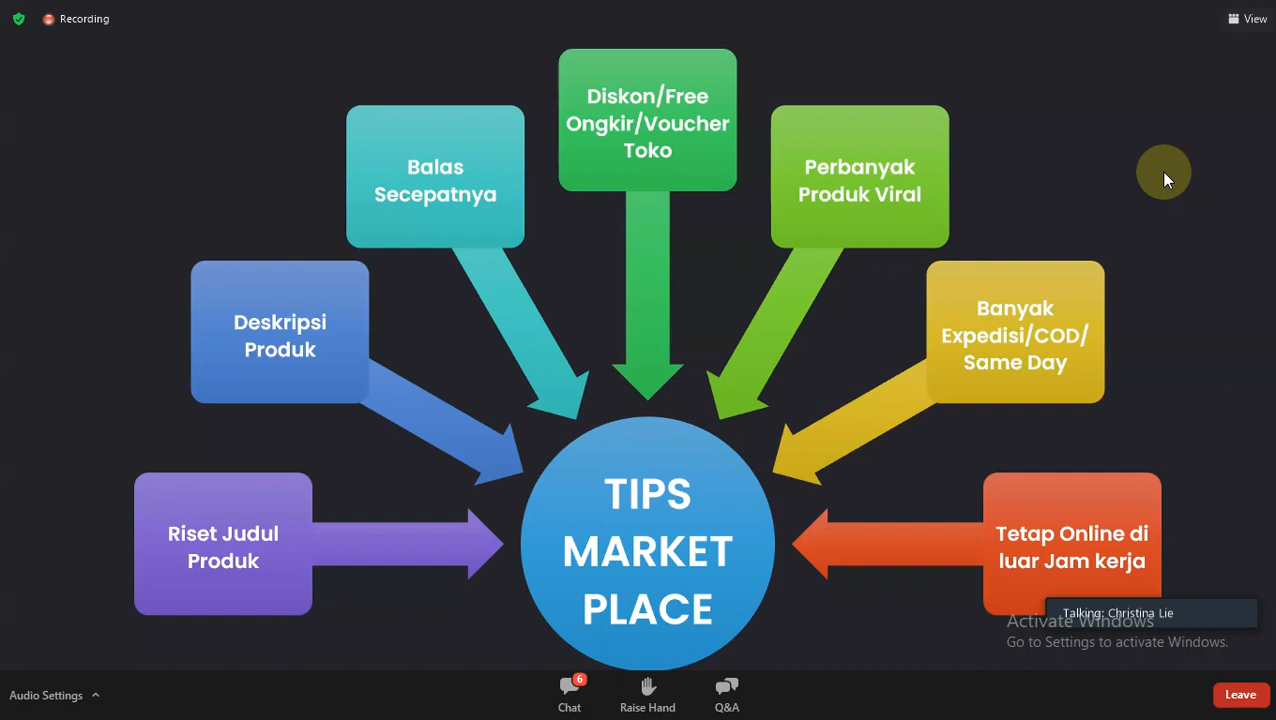 Recording
View
Diskon/Free
Ongkir/Voucher
Toko
Balas
Secepatnya
Perbanyak
Produk Viral
Deskripsi
Produk
Banyak
Expedisi/COD/
Same Day
Riset Judul
Produk
TIPS
MARKET
PLACE
Tetap Online di
luar Jam kerja
Talking: Christina Lie
Activate Windows
Go to Settings to activate Windows.
Audio Settings
6
Chat
Raise Hand
Q&A
Leave